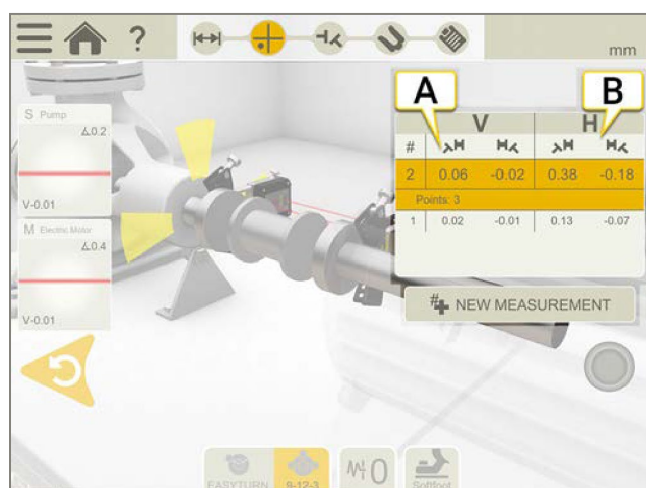 ?
mm
A
B
S Pump
∡0.2
V-0.01
M Electric Motor
∡0.4
V-0.01
V H
#
2 0.06 -0.02 0.38 -0.18
Points: 3
1 0.02 -0.01 0.13 -0.07
# NEW MEASUREMENT
EASYTURN 9-12-3 0 Softfoot